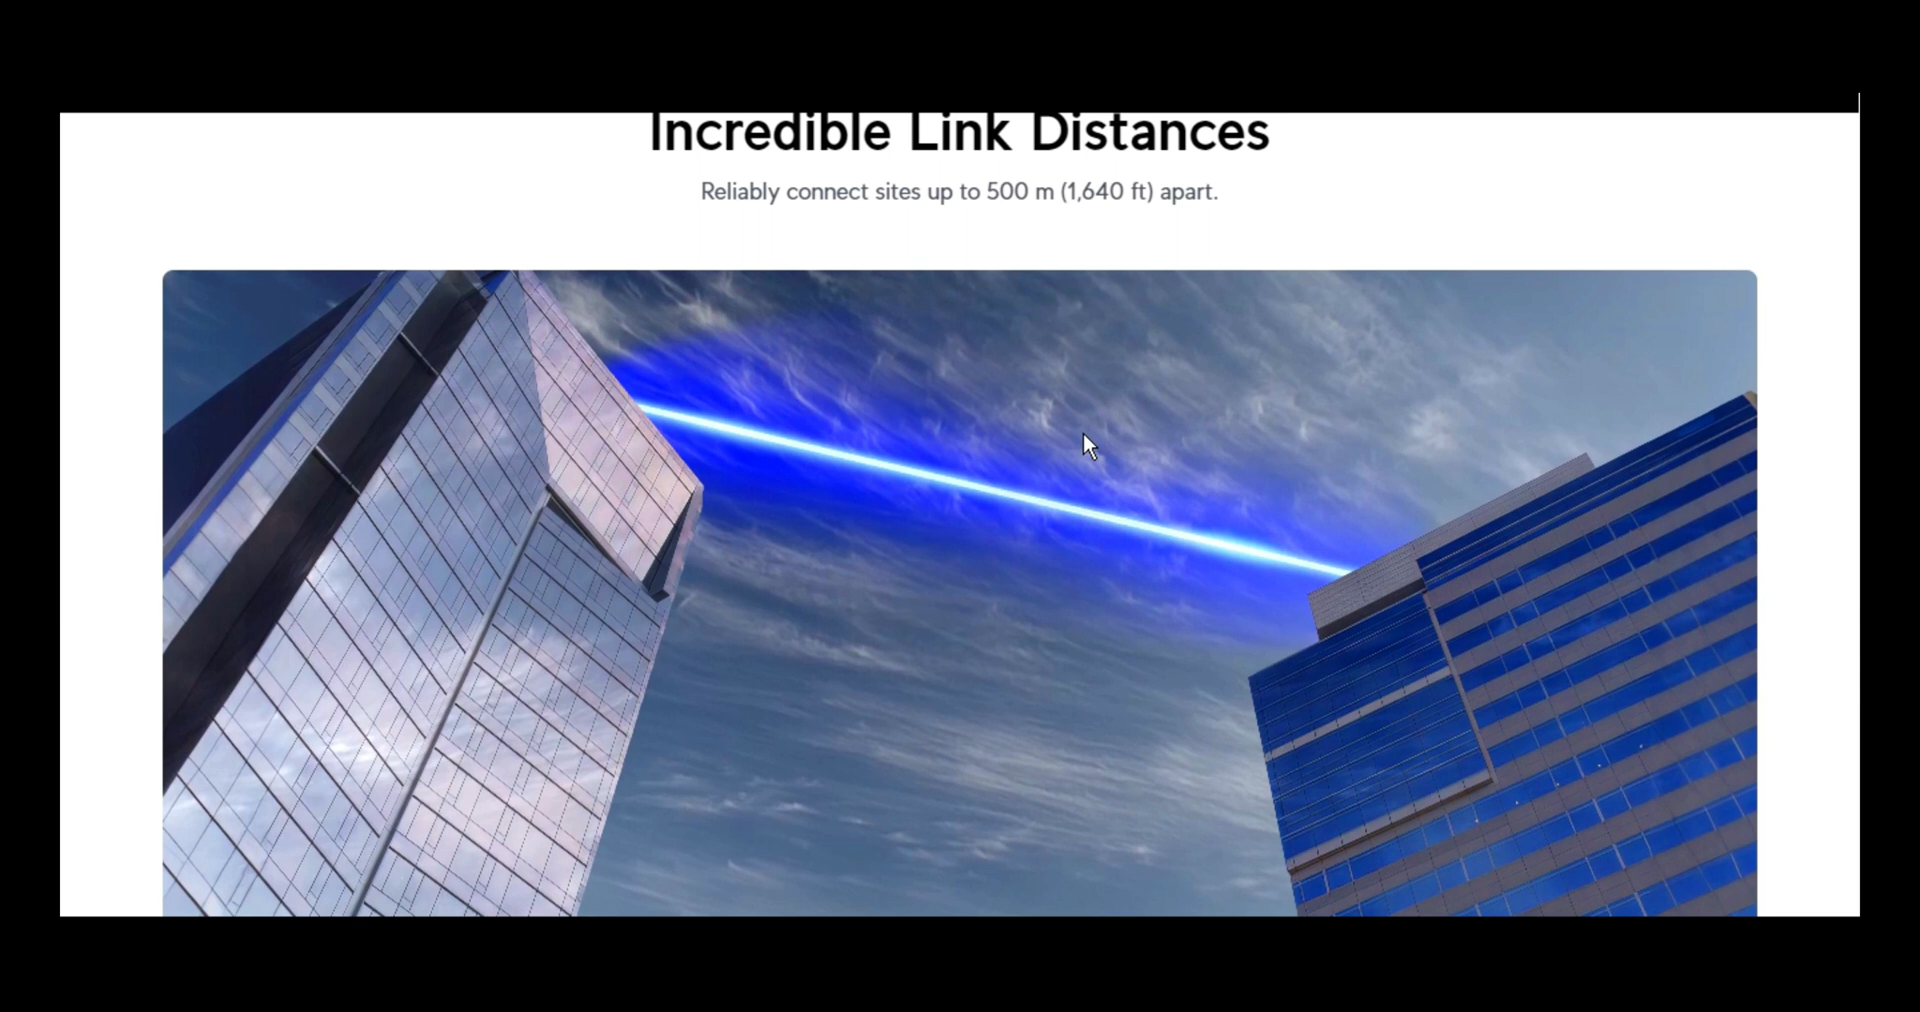 Incredible Link Distances
Reliably connect sites up to 500 m (1,640 ft) apart.